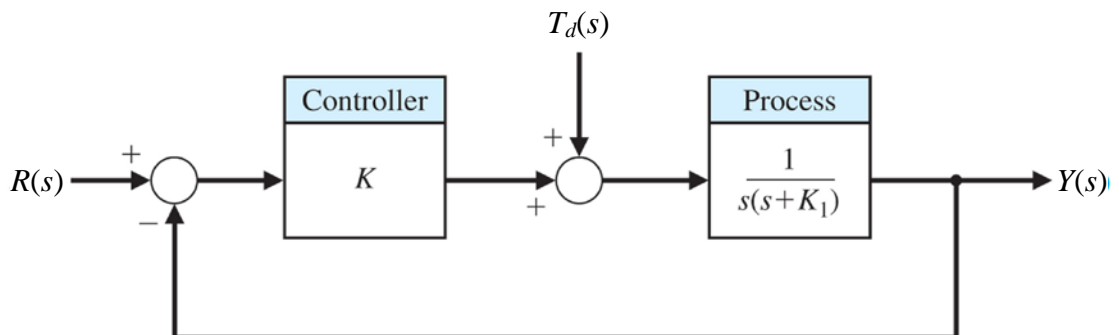 T_d(s)
Controller
Process
+
+
R(s)
K
1
s(s+K_1)
Y(s)
+
−